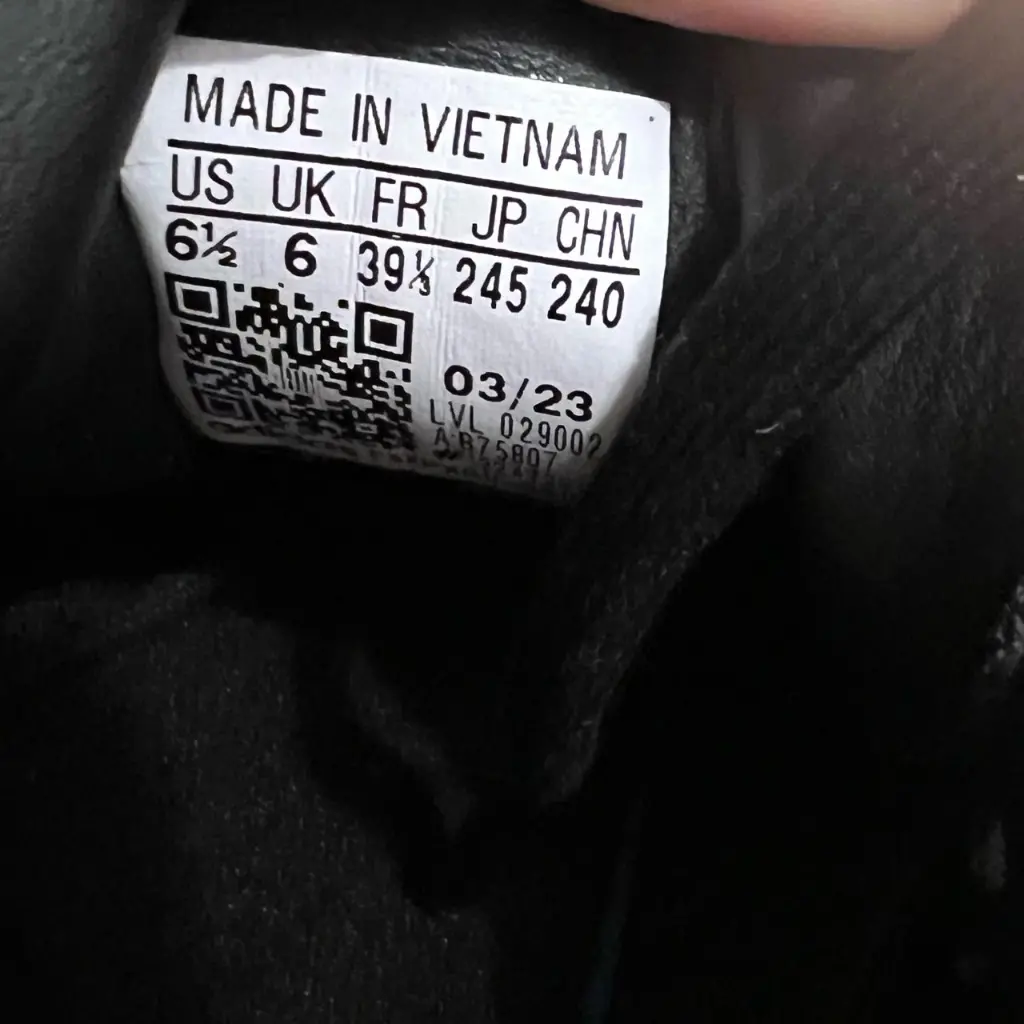 MADE IN VIETNAM
US UK FR JP CHN
6½ 6 39⅓ 245 240
03/23
LVL 029002